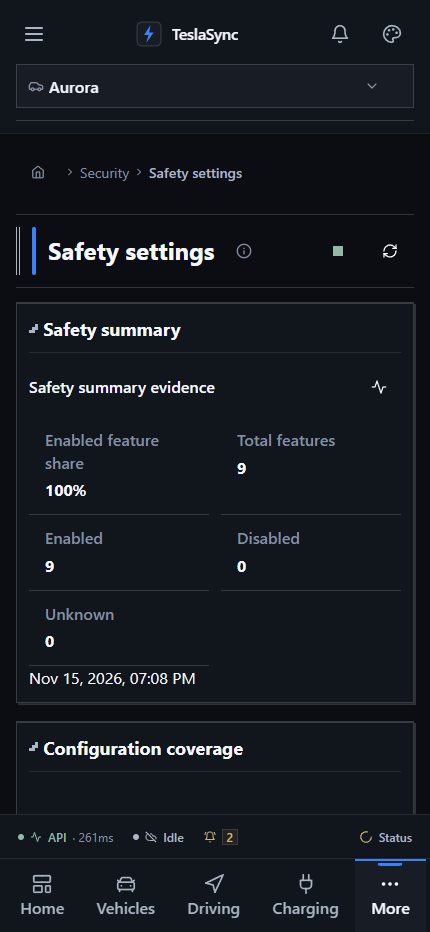 TeslaSync
Aurora
Security
Safety settings
Safety settings
Safety summary
Safety summary evidence
Enabled feature
share
100%
Total features
9
Enabled
9
Disabled
0
Unknown
0
Nov 15, 2026, 07:08 PM
Configuration coverage
API · 261ms
Idle
2
Status
Home
Vehicles
Driving
Charging
More